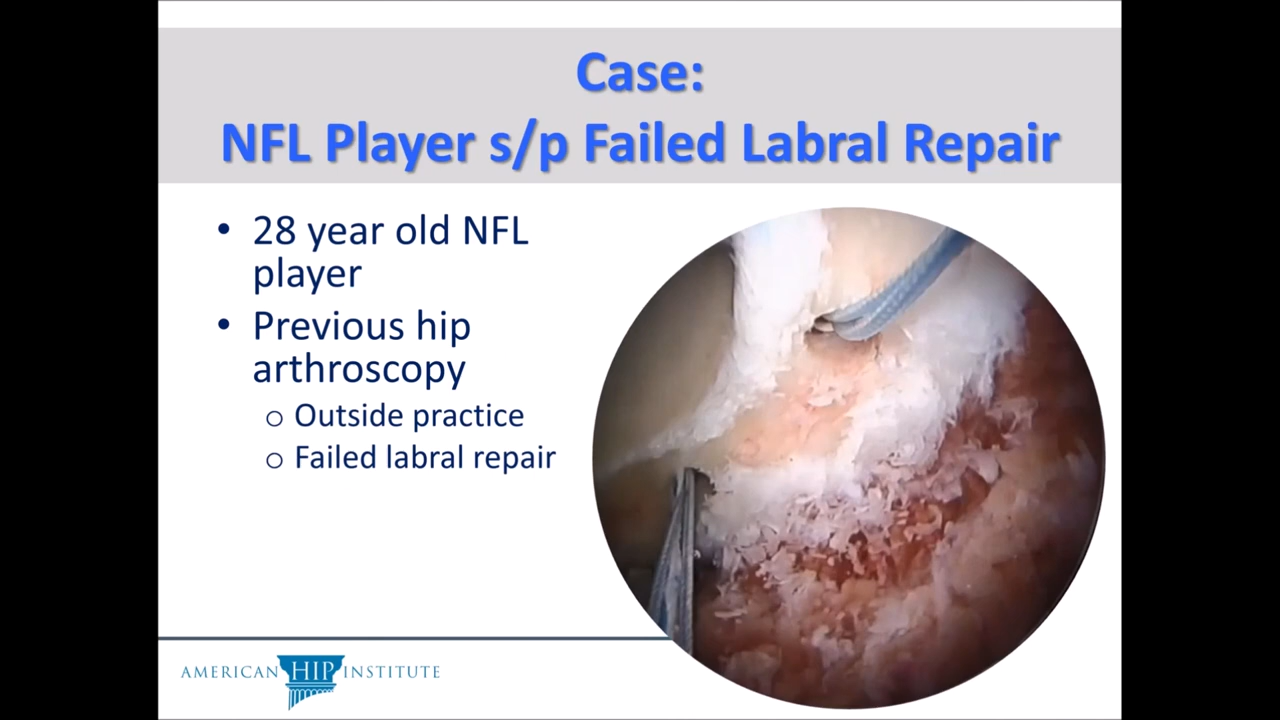 Case:
NFL Player s/p Failed Labral Repair
• 28 year old NFL
player
• Previous hip
arthroscopy
o Outside practice
o Failed labral repair
AMERICAN HIP INSTITUTE